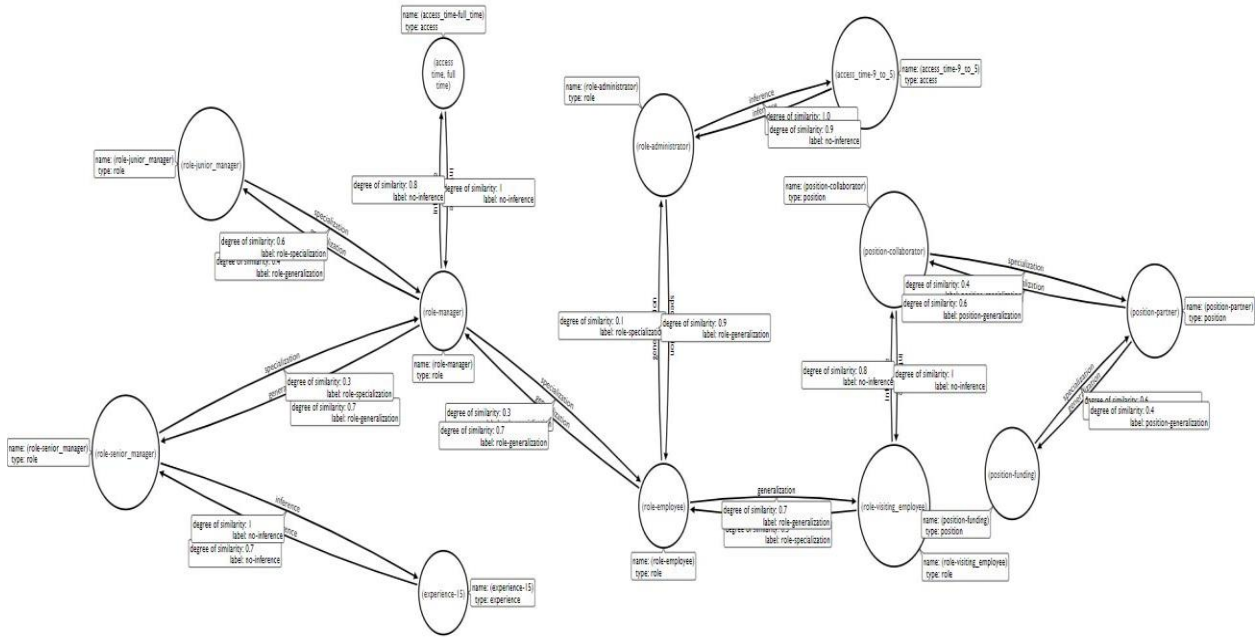 name: (access_time-full_time)
type: access
(access
time, full
time)
name: (role-administrator)
type: role
(role-administrator)
inference
degree of similarity: 1.0
degree of similarity: 0.9
label: no-inference
(access_time-9_to_5)
name: (access_time-9_to_5)
type: access
name: (role-junior_manager)
type: role
(role-junior_manager)
specialization
degree of similarity: 0.6
label: role-specialization
degree of similarity: 0.4
label: role-generalization
degree of similarity: 0.8
label: no-inference
degree of similarity: 1
label: no-inference
(role-manager)
name: (role-manager)
type: role
name: (position-collaborator)
type: position
(position-collaborator)
specialization
degree of similarity: 0.4
degree of similarity: 0.6
label: position-generalization
(position-partner)
name: (position-partner)
type: position
degree of similarity: 0.1
label: role-specializa
degree of similarity: 0.9
label: role-generalization
specialization
degree of similarity: 0.3
label: role-specialization
degree of similarity: 0.7
label: role-generalization
specialization
degree of similarity: 0.3
degree of similarity: 0.7
label: role-generalization
degree of similarity: 0.8
label: no-inference
degree of similarity: 1
label: no-inference
specialization
generalization
degree of similarity: 0.6
degree of similarity: 0.4
label: position-generalization
name: (role-senior_manager)
type: role
(role-senior_manager)
inference
degree of similarity: 1
label: no-inference
degree of similarity: 0.7
label: no-inference
(experience-15)
name: (experience-15)
type: experience
(role-employee)
name: (role-employee)
type: role
generalization
degree of similarity: 0.7
label: role-generalization
label: role-specialization
(role-visiting_employee)
(position-funding)
name: (position-funding)
type: position
name: (role-visiting_employee)
type: role